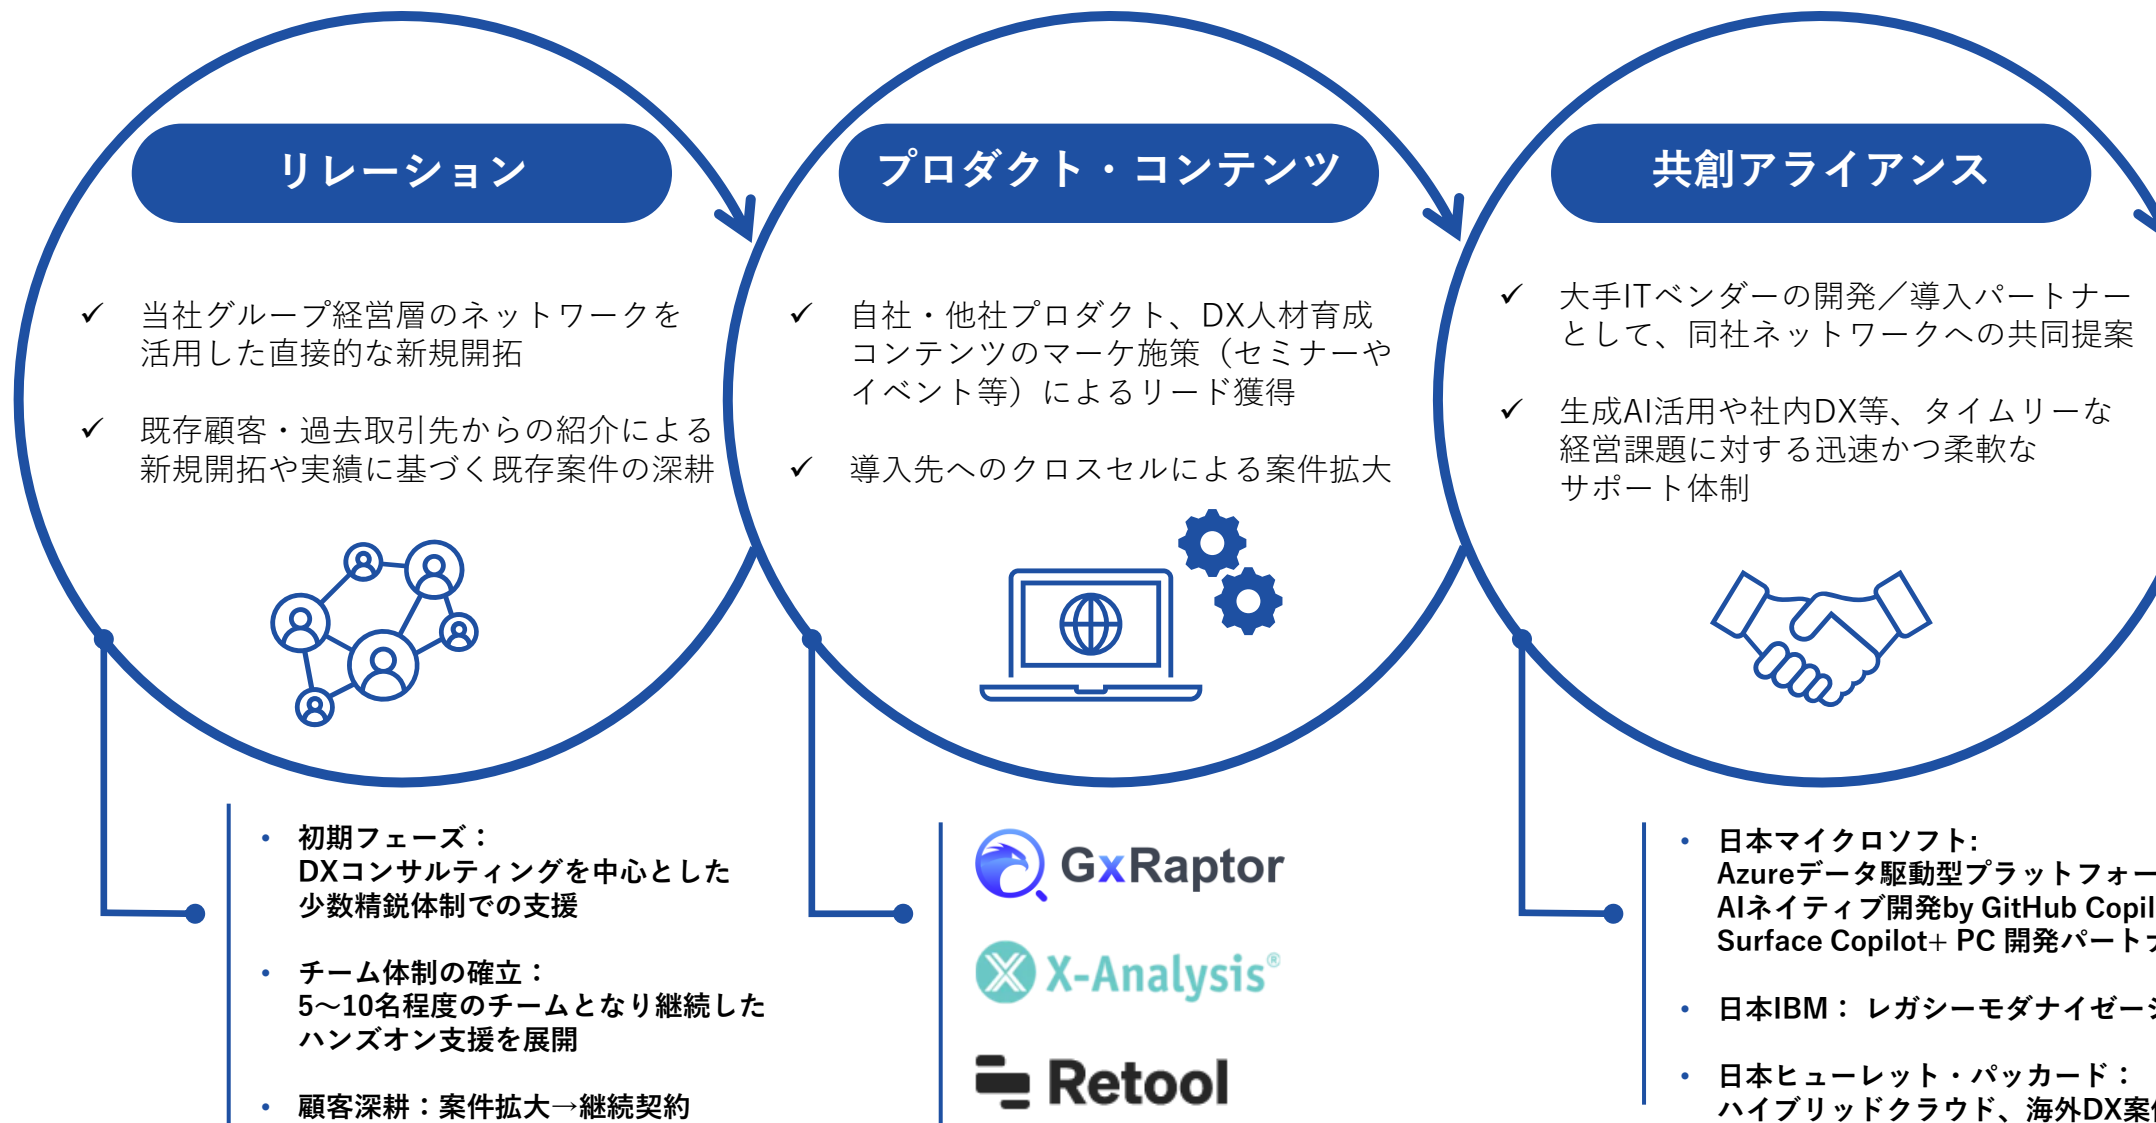 リレーション
✓ 当社グループ経営層のネットワークを
活用した直接的な新規開拓
✓ 既存顧客・過去取引先からの紹介による
新規開拓や実績に基づく既存案件の深耕
• 初期フェーズ：
DXコンサルティングを中心とした
少数精鋭体制での支援
• チーム体制の確立：
5～10名程度のチームとなり継続した
ハンズオン支援を展開
• 顧客深耕：案件拡大→継続契約
プロダクト・コンテンツ
✓ 自社・他社プロダクト、DX人材育成
コンテンツのマーケ施策（セミナーや
イベント等）によるリード獲得
✓ 導入先へのクロスセルによる案件拡大
GxRaptor
X-Analysis®
Retool
共創アライアンス
✓ 大手ITベンダーの開発／導入パートナー
として、同社ネットワークへの共同提案
✓ 生成AI活用や社内DX等、タイムリーな
経営課題に対する迅速かつ柔軟な
サポート体制
• 日本マイクロソフト:
Azureデータ駆動型プラットフォー
AIネイティブ開発by GitHub Copil
Surface Copilot+ PC 開発パート
• 日本IBM： レガシーモダナイゼー
• 日本ヒューレット・パッカード：
ハイブリッドクラウド、海外DX案